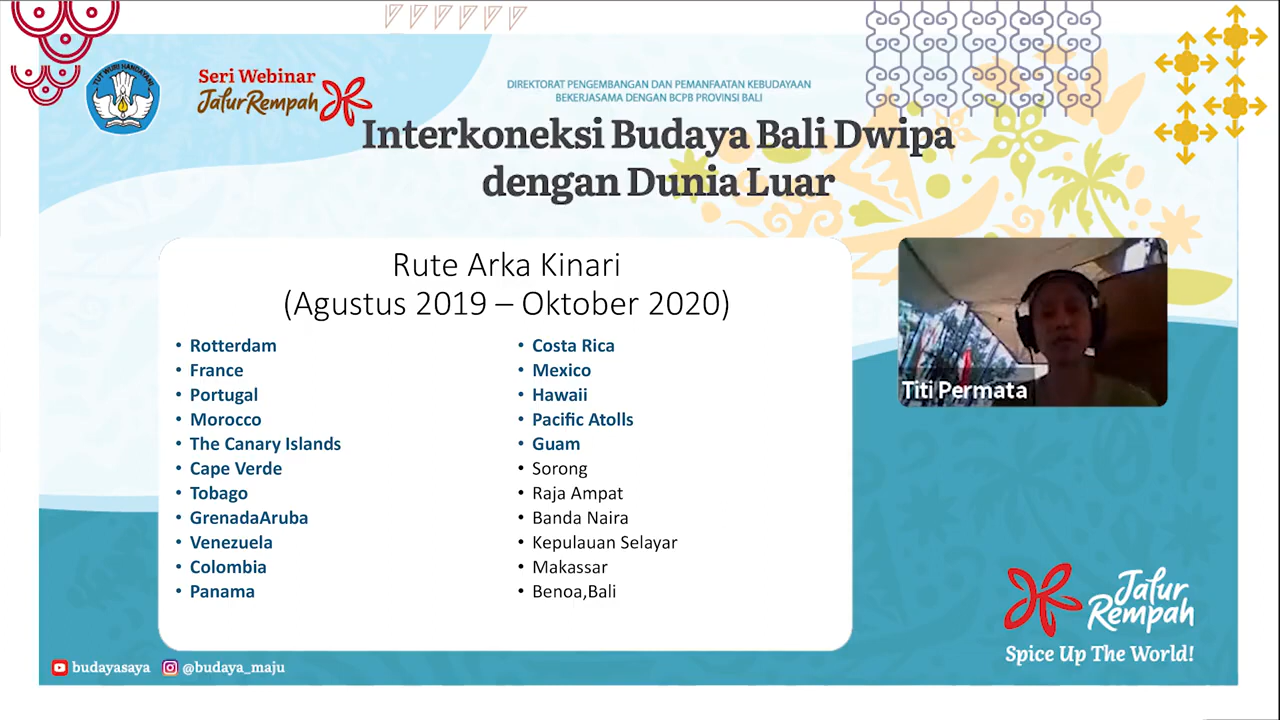 TUT WURI HANDAYANI
Seri Webinar
Jalur Rempah
DIREKTORAT PENGEMBANGAN DAN PEMANFAATAN KEBUDAYAAN
BEKERJASAMA DENGAN BCPB PROVINSI BALI
Interkoneksi Budaya Bali Dwipa
dengan Dunia Luar
Rute Arka Kinari
(Agustus 2019 – Oktober 2020)
• Rotterdam
• France
• Portugal
• Morocco
• The Canary Islands
• Cape Verde
• Tobago
• GrenadaAruba
• Venezuela
• Colombia
• Panama
• Costa Rica
• Mexico
• Hawaii
• Pacific Atolls
• Guam
• Sorong
• Raja Ampat
• Banda Naira
• Kepulauan Selayar
• Makassar
• Benoa,Bali
Titi Permata
Jalur
Rempah
Spice Up The World!
budayasaya @budaya_maju